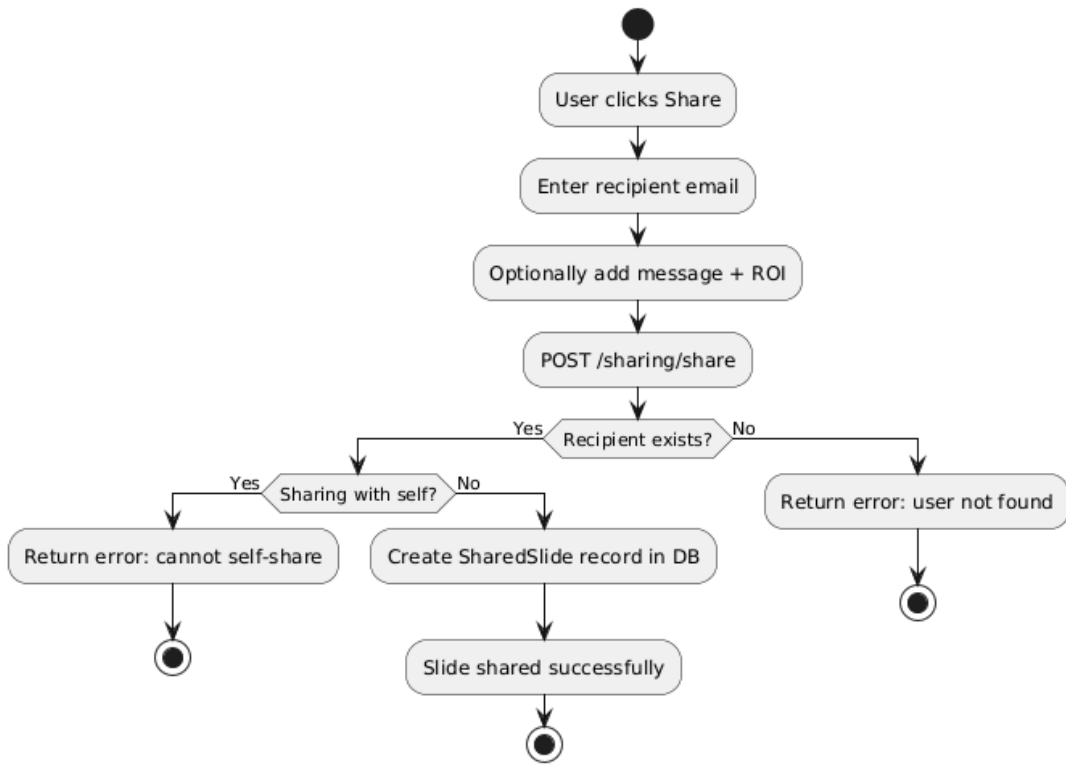 User clicks Share
Enter recipient email
Optionally add message + ROI
POST /sharing/share
Yes
Recipient exists?
No
Yes
Sharing with self?
No
Return error: user not found
Return error: cannot self-share
Create SharedSlide record in DB
Slide shared successfully